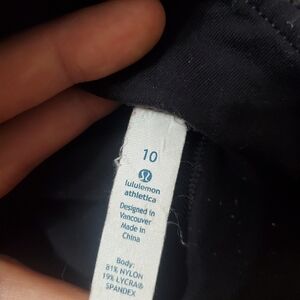 10
lululemon
athletica
Designed in
Vancouver
Made in
China
Body:
81% NYLON
19% LYCRA®
SPANDEX